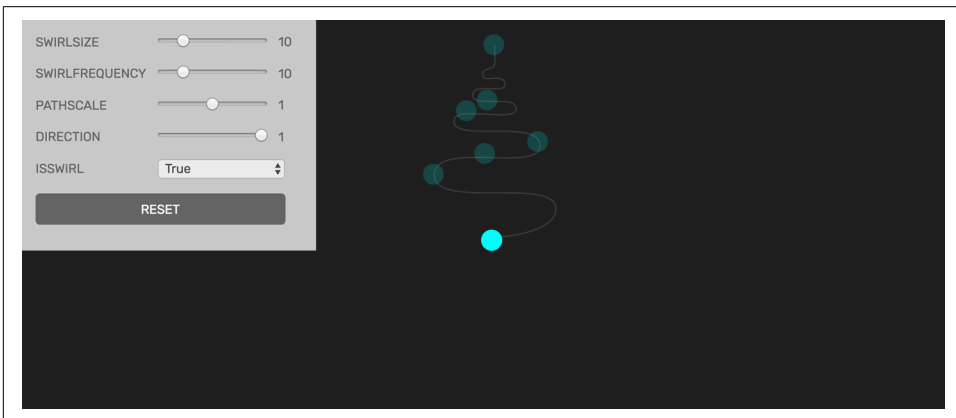 SWIRLSIZE 10
SWIRLFREQUENCY 10
PATHSCALE 1
DIRECTION 1
ISSWIRL True
RESET